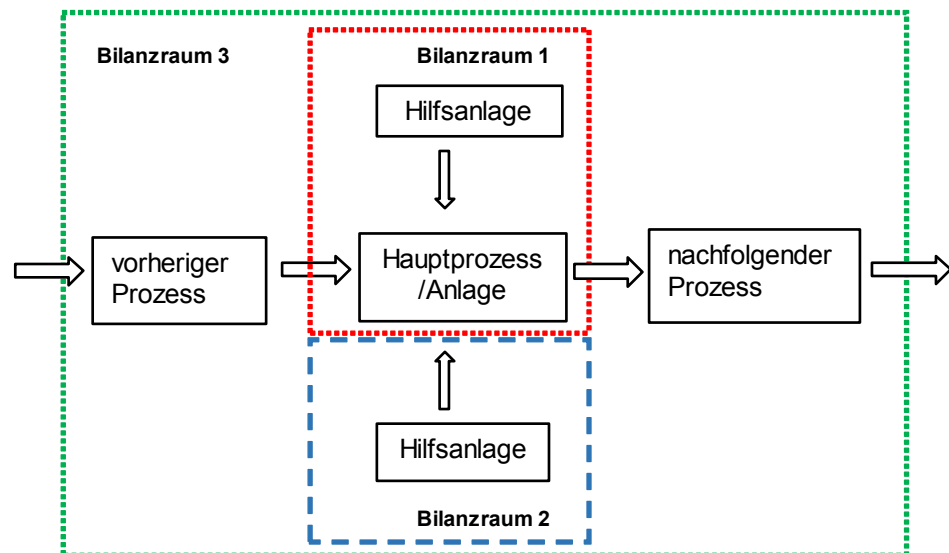 Bilanzraum 3
Bilanzraum 1
Hilfsanlage
vorheriger
Prozess
Hauptprozess
/Anlage
nachfolgender
Prozess
Hilfsanlage
Bilanzraum 2